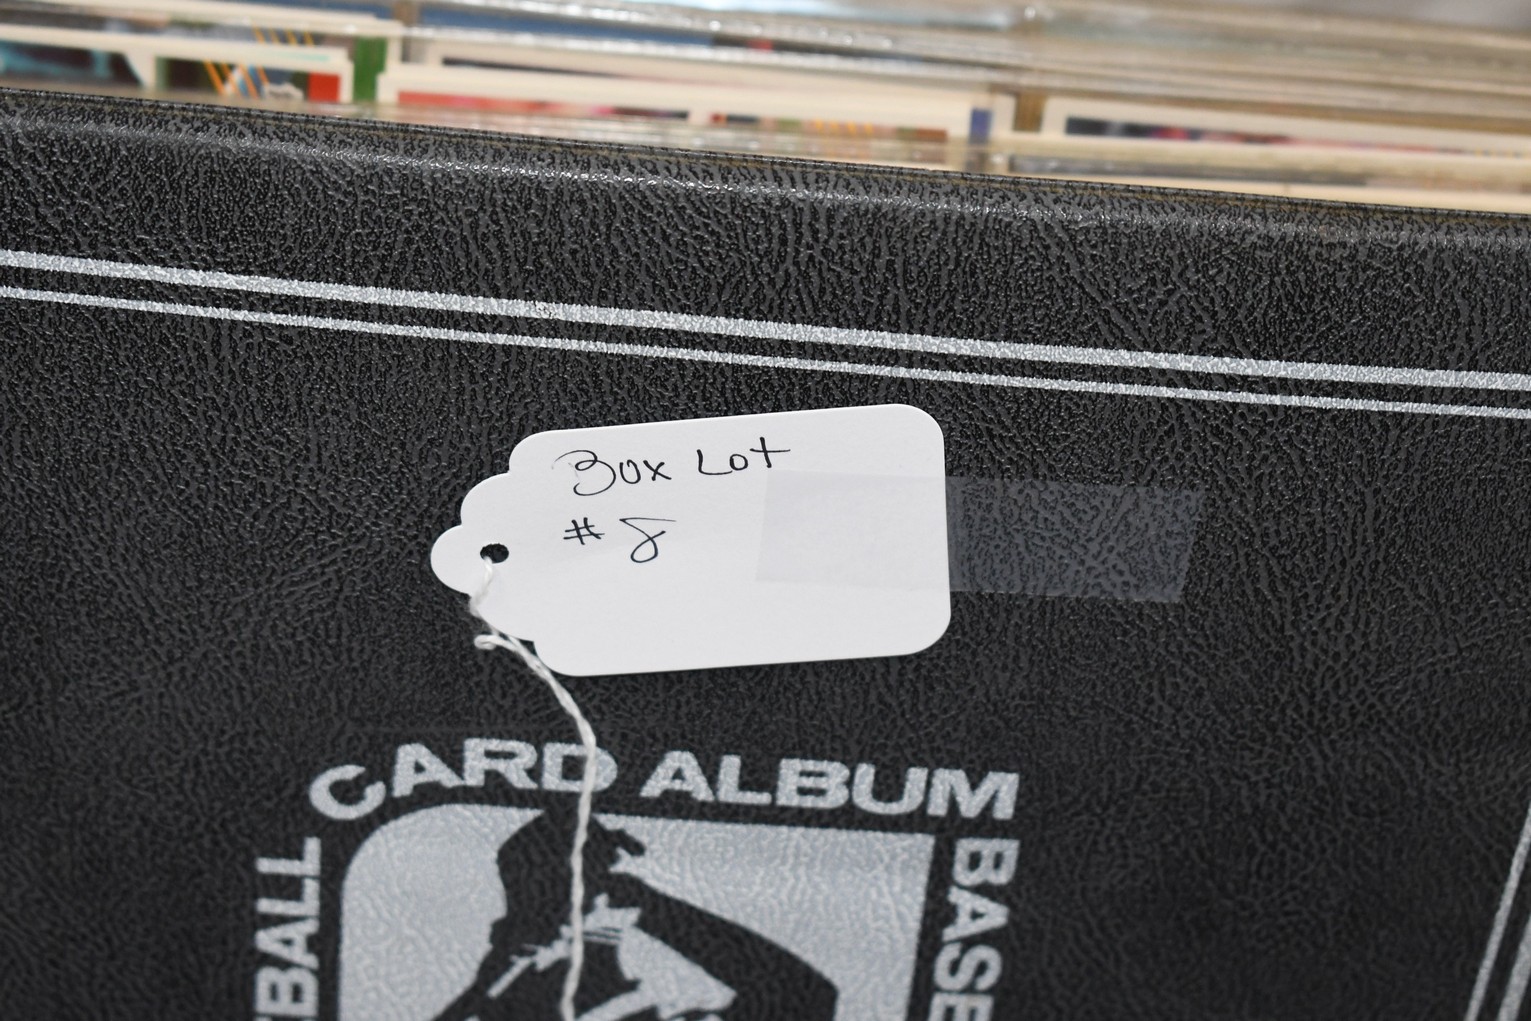 Box Lot
# 8
CARD ALBUM
BALL
BASE